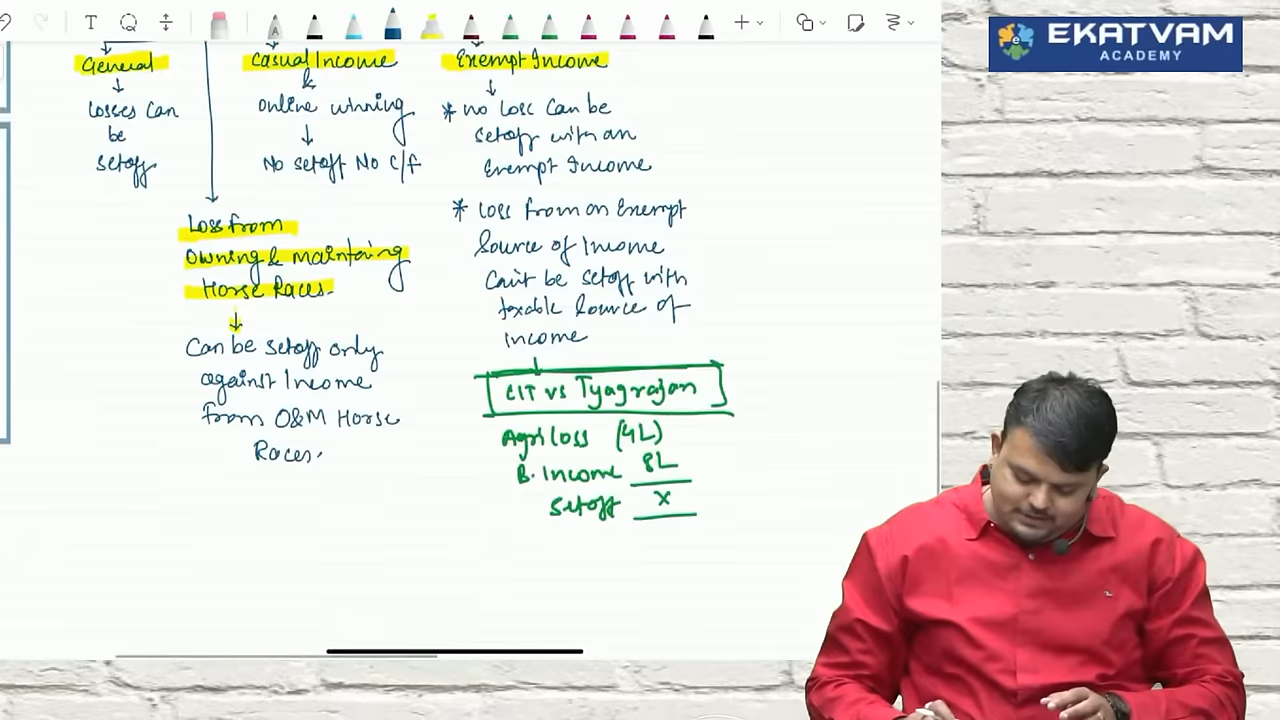 EKATVAM
ACADEMY
General
Losses can
be
setoff
Casual Income
&
online winning
No setoff No c/f
Exempt Income
* no loss can be
setoff with an
Exempt Income
* Loss from an Exempt
Source of Income
can't be setoff with
taxable source of
income
Loss from
Owning & maintaining
Horse Races.
Can be setoff only
against Income
from O&M Horse
Races.
CIT vs Tyagrajan
Agri loss (4L)
B. Income 8L
Setoff x